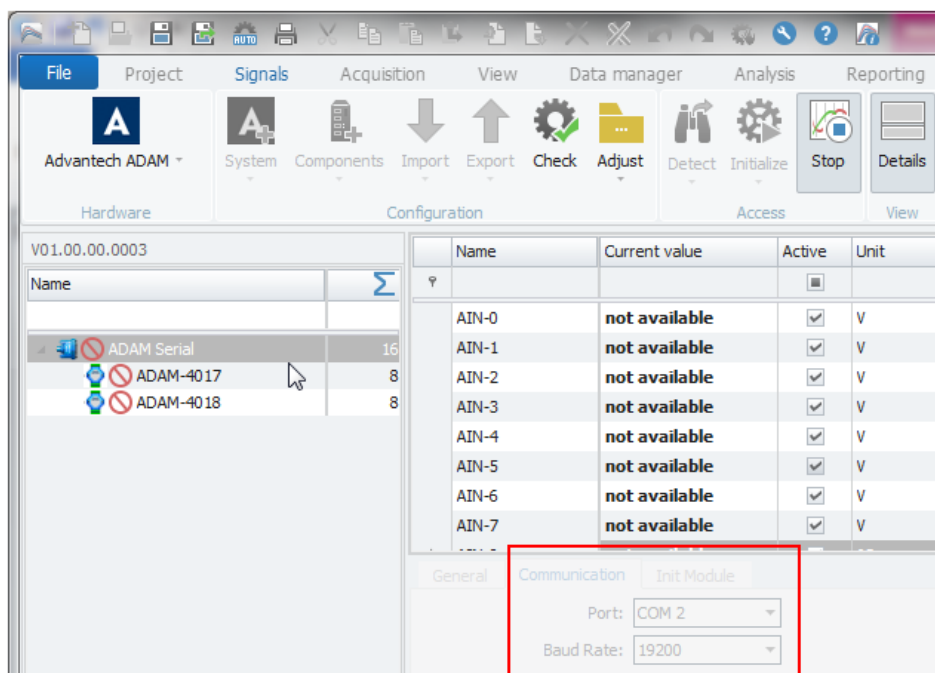 AUTO
File Project Signals Acquisition View Data manager Analysis Reporting
Advantech ADAM System Components Import Export Check Adjust Detect Initialize Stop Details
Hardware Configuration Access View
V01.00.00.0003
Name Σ
ADAM Serial 16
ADAM-4017 8
ADAM-4018 8
Name Current value Active Unit
AIN-0 not available V
AIN-1 not available V
AIN-2 not available V
AIN-3 not available V
AIN-4 not available V
AIN-5 not available V
AIN-6 not available V
AIN-7 not available V
General Communication Init Module
Port: COM 2
Baud Rate: 19200